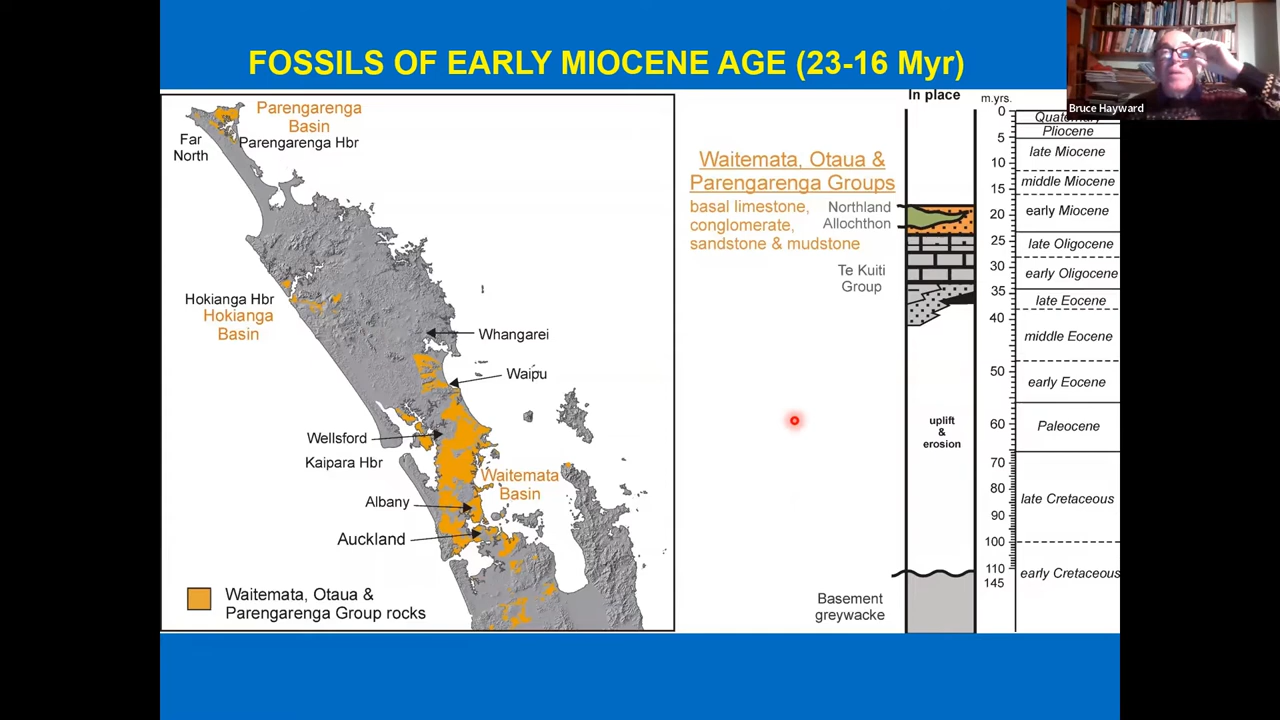 FOSSILS OF EARLY MIOCENE AGE (23-16 Myr)
Bruce Hayward
Parengarenga
Basin
Parengarenga Hbr
Far
North
Hokianga Hbr
Hokianga
Basin
Whangarei
Waipu
Wellsford
Kaipara Hbr
Waitemata
Basin
Albany
Auckland
Waitemata, Otaua &
Parengarenga Group rocks
Waitemata, Otaua &
Parengarenga Groups
basal limestone,
conglomerate,
sandstone & mudstone
Northland
Allochthon
Te Kuiti
Group
Basement
greywacke
In place
uplift
&
erosion
m.yrs.
0
5
10
15
20
25
30
35
40
50
60
70
80
90
100
110
145
Quaternary
Pliocene
late Miocene
middle Miocene
early Miocene
late Oligocene
early Oligocene
late Eocene
middle Eocene
early Eocene
Paleocene
late Cretaceous
early Cretaceous